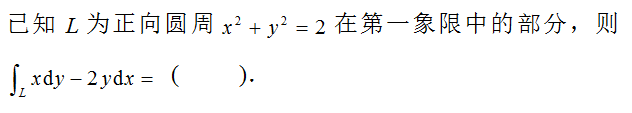 已知 L 为正向圆周 x² + y² = 2 在第一象限中的部分，则
∫_L xdy − 2ydx = （　　）.